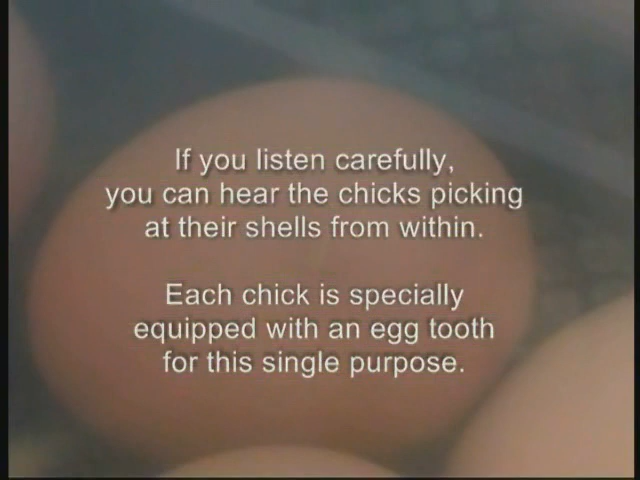 If you listen carefully,
you can hear the chicks picking
at their shells from within.
Each chick is specially
equipped with an egg tooth
for this single purpose.